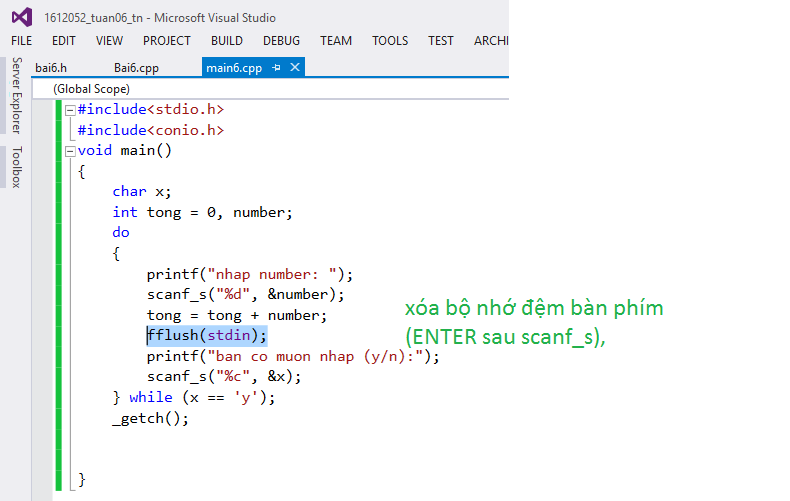 1612052_tuan06_tn - Microsoft Visual Studio
FILE EDIT VIEW PROJECT BUILD DEBUG TEAM TOOLS TEST ARCHI
Server Explorer
Toolbox
bai6.h Bai6.cpp main6.cpp
(Global Scope)
#include<stdio.h>
#include<conio.h>
void main()
{
char x;
int tong = 0, number;
do
{
printf("nhap number: ");
scanf_s("%d", &number);
tong = tong + number;
fflush(stdin);
printf("ban co muon nhap (y/n):");
scanf_s("%c", &x);
} while (x == 'y');
_getch();
}
xóa bộ nhớ đệm bàn phím
(ENTER sau scanf_s),